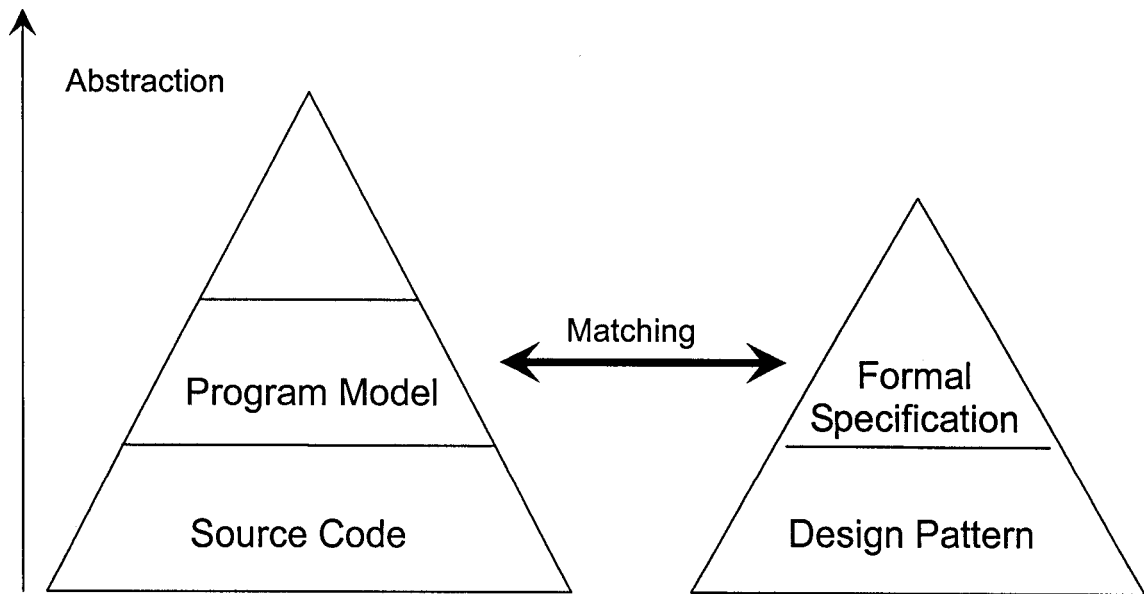 Abstraction
Matching
Program Model
Formal
Specification
Source Code
Design Pattern